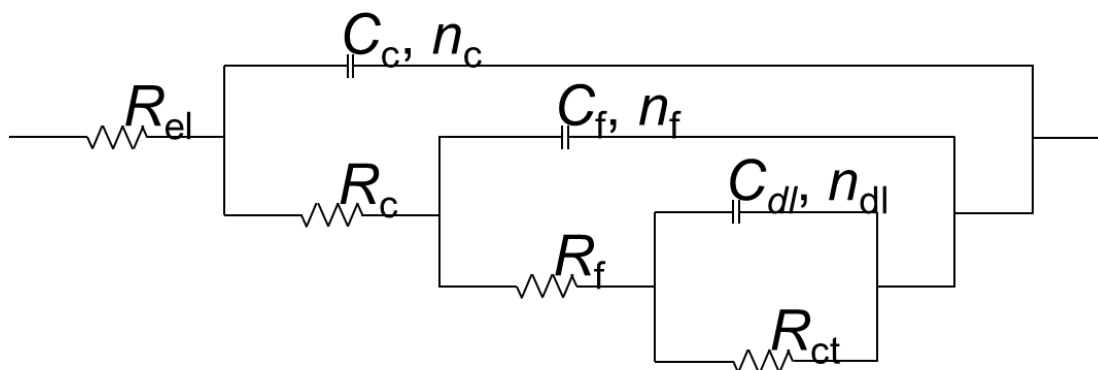 C_c, n_c
R_el
C_f, n_f
R_c
C_dl, n_dl
R_f
R_ct